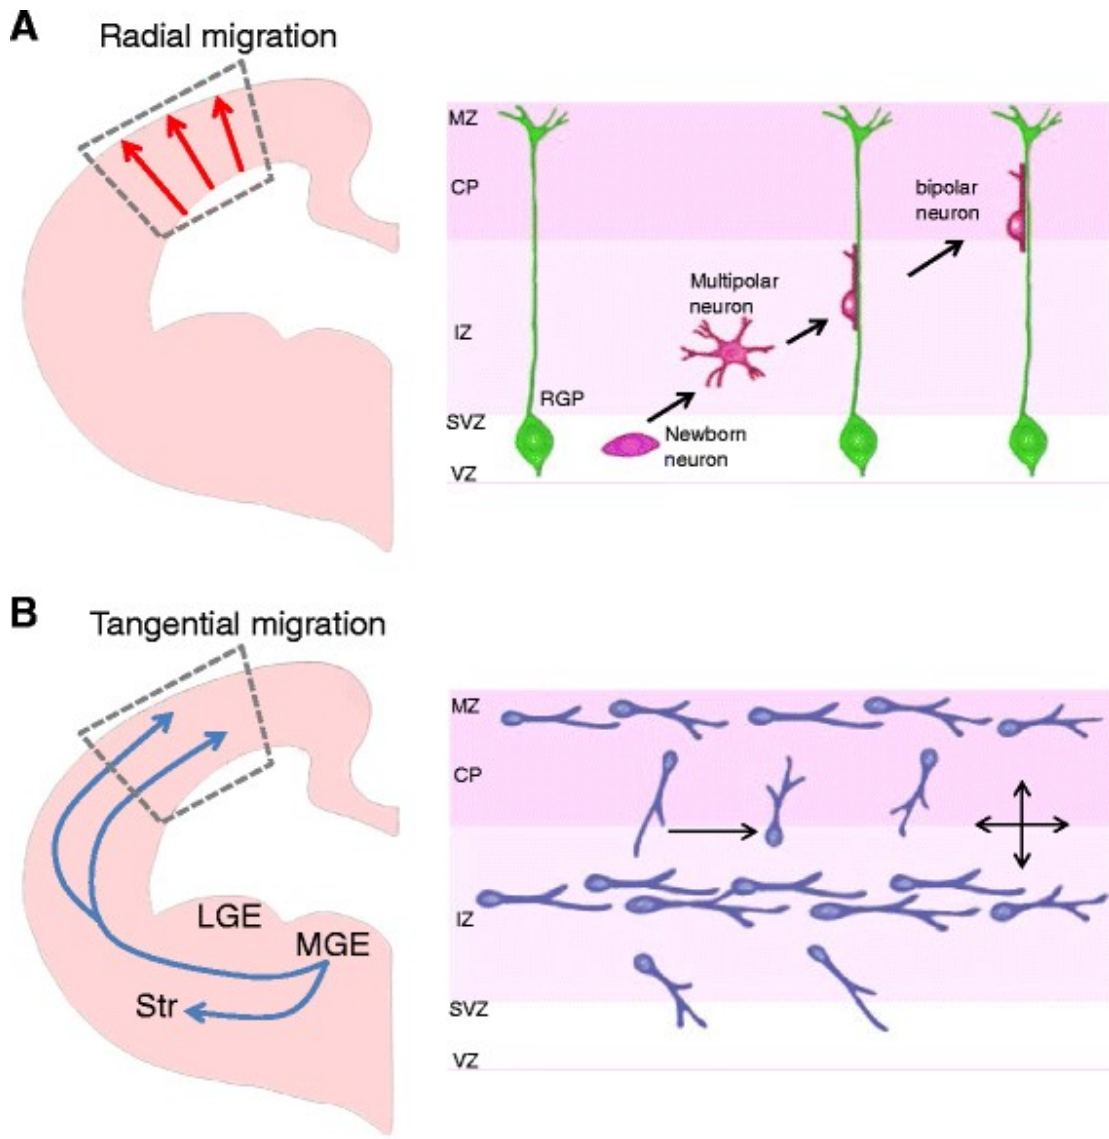 A
Radial migration
MZ
CP
bipolar
neuron
Multipolar
neuron
IZ
RGP
SVZ
Newborn
neuron
VZ
B
Tangential migration
MZ
CP
LGE
IZ
MGE
Str
SVZ
VZ